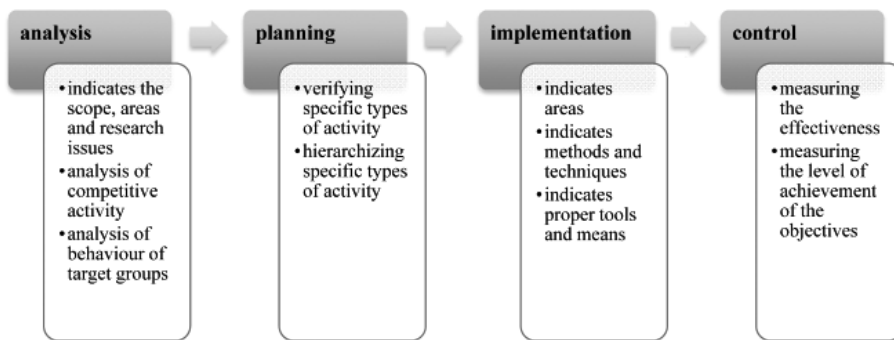 analysis
•indicates the
scope, areas
and research
issues
•analysis of
competitive
activity
•analysis of
behaviour of
target groups
planning
•verifying
specific types
of activity
•hierarchizing
specific types
of activity
implementation
•indicates
areas
•indicates
methods and
techniques
•indicates
proper tools
and means
control
•measuring
the
effectiveness
•measuring
the level of
achievement
of the
objectives